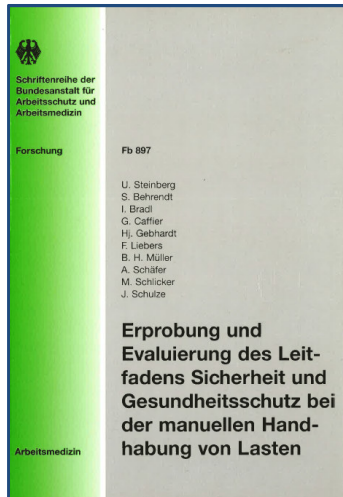 Schriftenreihe der
Bundesanstalt für
Arbeitsschutz und
Arbeitsmedizin
Forschung
Fb 897
U. Steinberg
S. Behrendt
I. Bradl
G. Caffier
Hj. Gebhardt
F. Liebers
B. H. Müller
A. Schäfer
M. Schlicker
J. Schulze
Erprobung und
Evaluierung des Leit-
fadens Sicherheit und
Gesundheitsschutz bei
der manuellen Hand-
habung von Lasten
Arbeitsmedizin